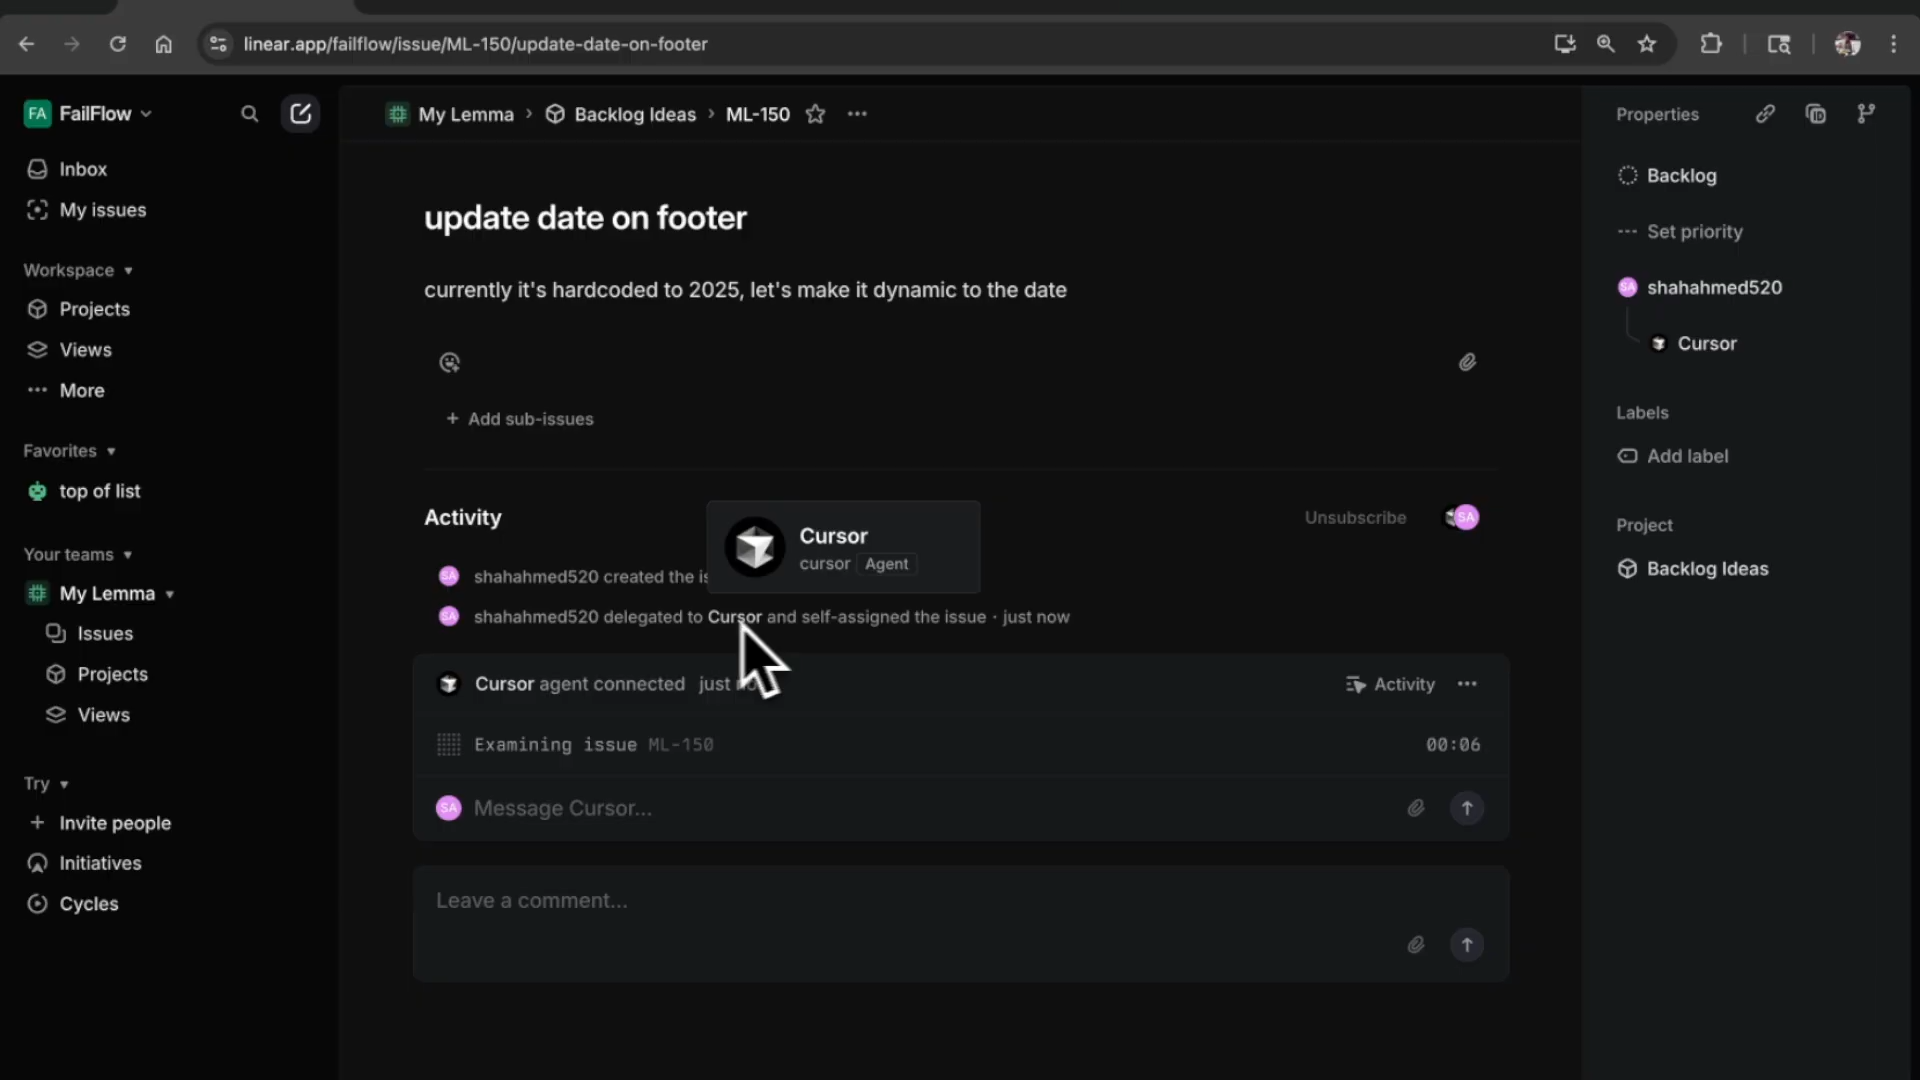 linear.app/failflow/issue/ML-150/update-date-on-footer
FA FailFlow
Inbox
My issues
Workspace
Projects
Views
More
Favorites
top of list
Your teams
My Lemma
Issues
Projects
Views
Try
Invite people
Initiatives
Cycles
My Lemma › Backlog Ideas › ML-150
update date on footer
currently it's hardcoded to 2025, let's make it dynamic to the date
+ Add sub-issues
Activity
Unsubscribe
SA
Cursor
cursor Agent
SA shahahmed520 created the is
SA shahahmed520 delegated to Cursor and self-assigned the issue · just now
Cursor agent connected just
Activity
Examining issue ML-150
00:06
SA Message Cursor...
Leave a comment...
Properties
Backlog
Set priority
SA shahahmed520
Cursor
Labels
Add label
Project
Backlog Ideas